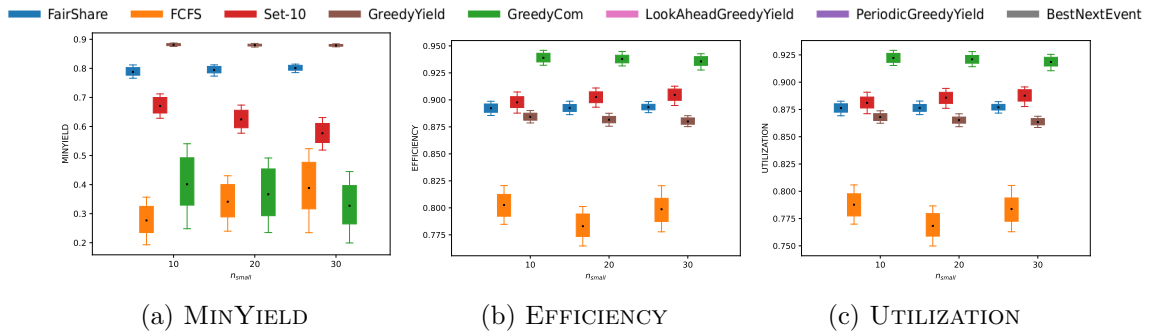 FairShare FCFS Set-10 GreedyYield GreedyCom LookAheadGreedyYield PeriodicGreedyYield BestNextEvent
0.9
0.8
0.7
0.6
0.5
0.4
0.3
0.2
MINYIELD
10 20 30
n_small
(a) MINYIELD
0.950
0.925
0.900
0.875
0.850
0.825
0.800
0.775
EFFICIENCY
10 20 30
n_small
(b) EFFICIENCY
0.925
0.900
0.875
0.850
0.825
0.800
0.775
0.750
UTILIZATION
10 20 30
n_small
(c) UTILIZATION